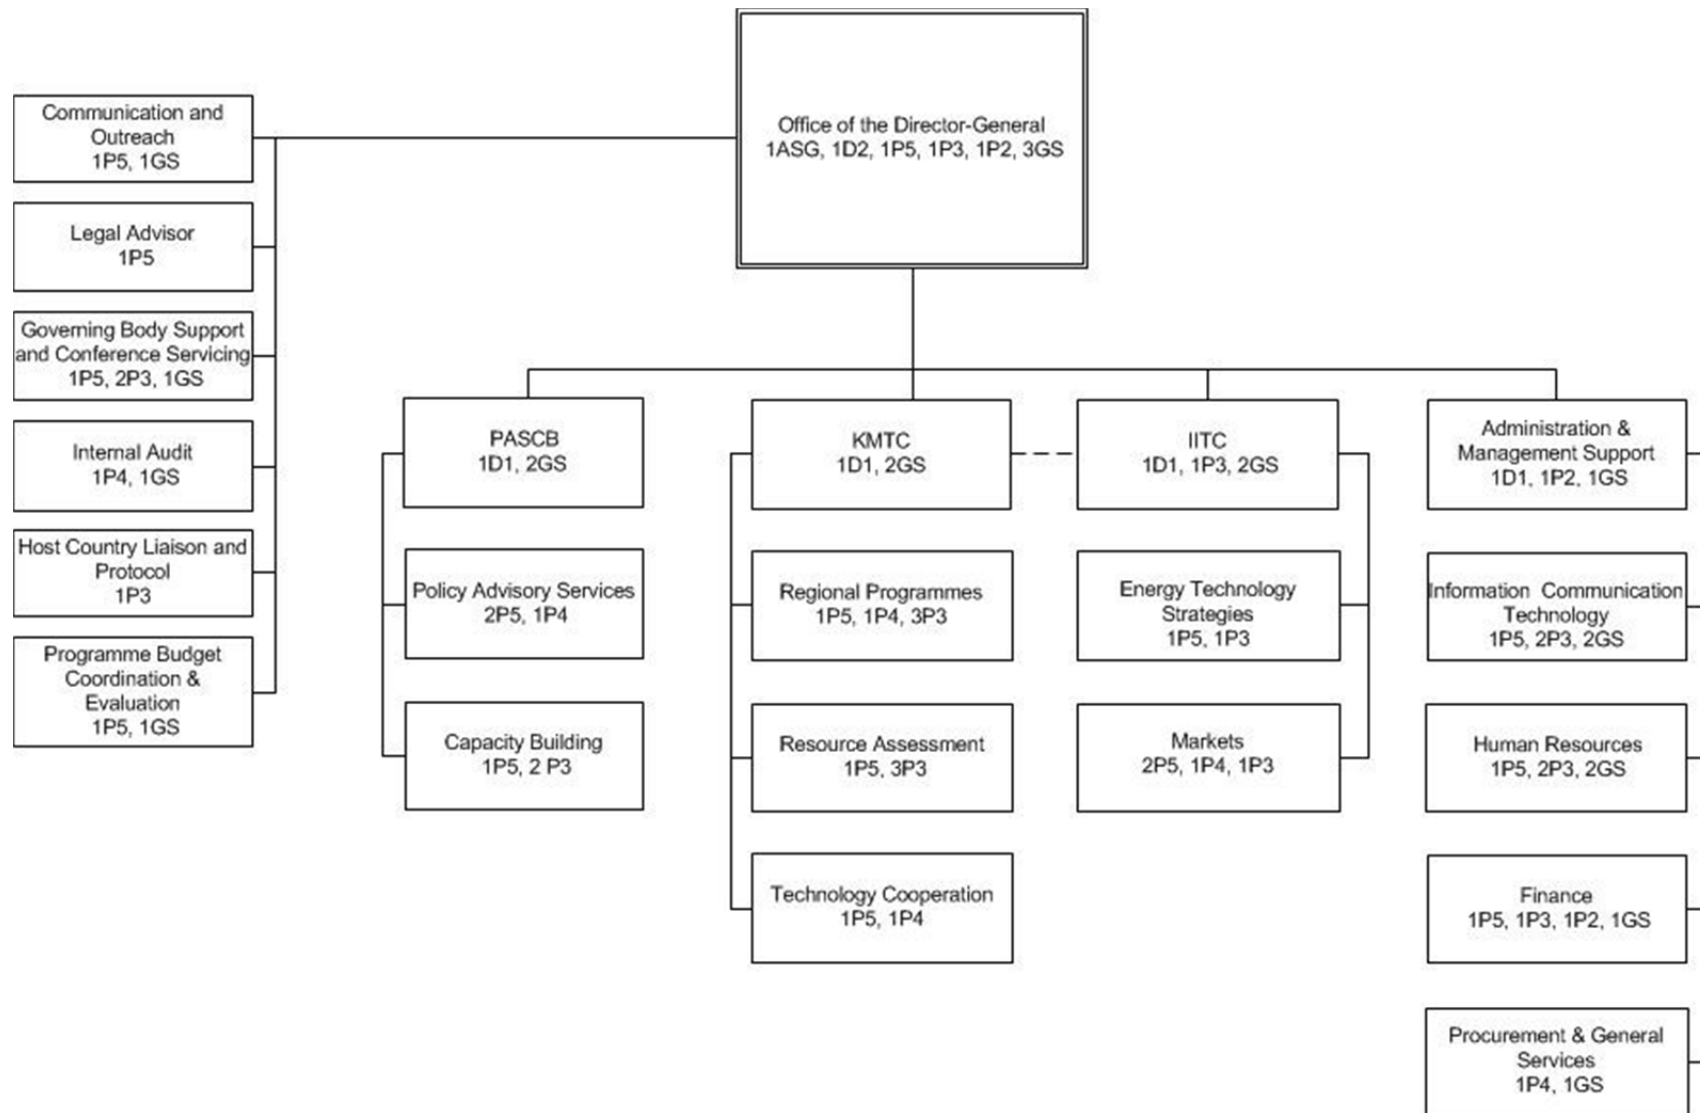 Office of the Director-General
1ASG, 1D2, 1P5, 1P3, 1P2, 3GS
Communication and
Outreach
1P5, 1GS
Legal Advisor
1P5
Governing Body Support
and Conference Servicing
1P5, 2P3, 1GS
Internal Audit
1P4, 1GS
Host Country Liaison and
Protocol
1P3
Programme Budget
Coordination &
Evaluation
1P5, 1GS
PASCB
1D1, 2GS
Policy Advisory Services
2P5, 1P4
Capacity Building
1P5, 2 P3
KMTC
1D1, 2GS
Regional Programmes
1P5, 1P4, 3P3
Resource Assessment
1P5, 3P3
Technology Cooperation
1P5, 1P4
IITC
1D1, 1P3, 2GS
Energy Technology
Strategies
1P5, 1P3
Markets
2P5, 1P4, 1P3
Administration &
Management Support
1D1, 1P2, 1GS
Information  Communication
Technology
1P5, 2P3, 2GS
Human Resources
1P5, 2P3, 2GS
Finance
1P5, 1P3, 1P2, 1GS
Procurement & General
Services
1P4, 1GS